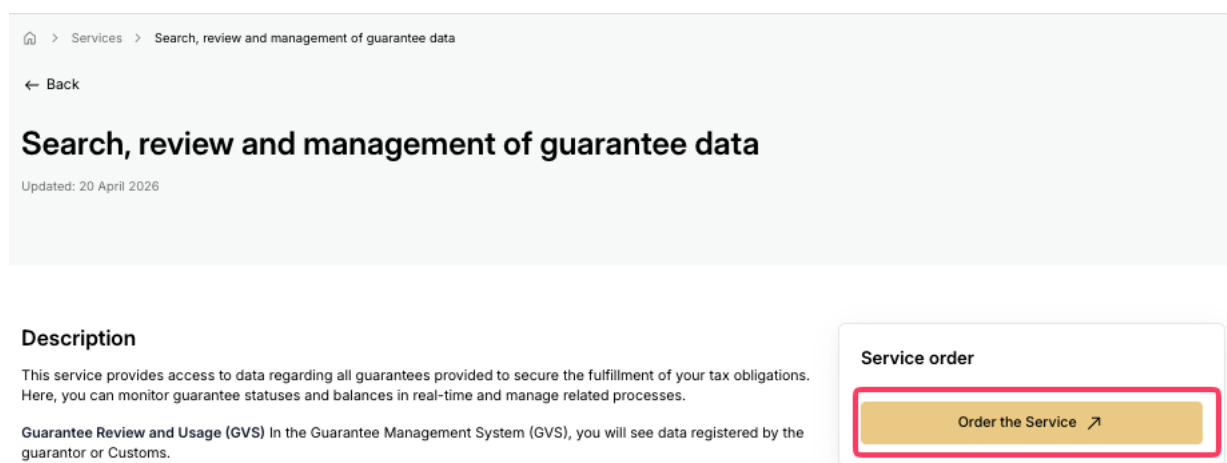 > Services > Search, review and management of guarantee data
← Back
Search, review and management of guarantee data
Updated: 20 April 2026
Description
This service provides access to data regarding all guarantees provided to secure the fulfillment of your tax obligations.
Here, you can monitor guarantee statuses and balances in real-time and manage related processes.
Guarantee Review and Usage (GVS) In the Guarantee Management System (GVS), you will see data registered by the
guarantor or Customs.
Service order
Order the Service ↗